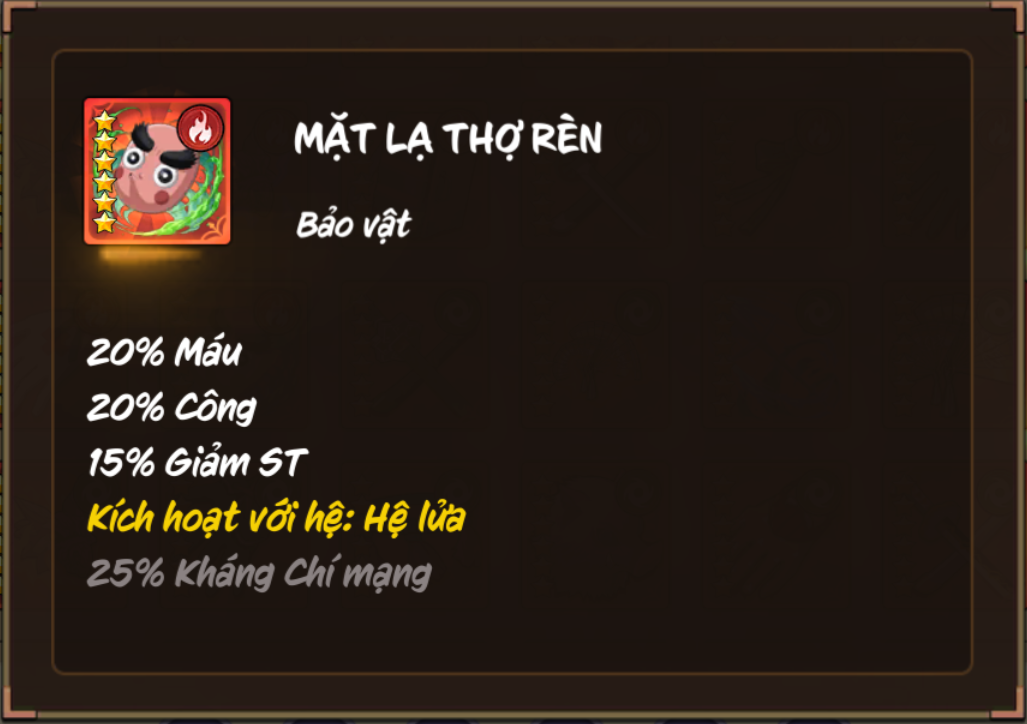 MẶT LẠ THỢ RÈN
Bảo vật
20% Máu
20% Công
15% Giảm ST
Kích hoạt với hệ: Hệ lửa
25% Kháng Chí mạng